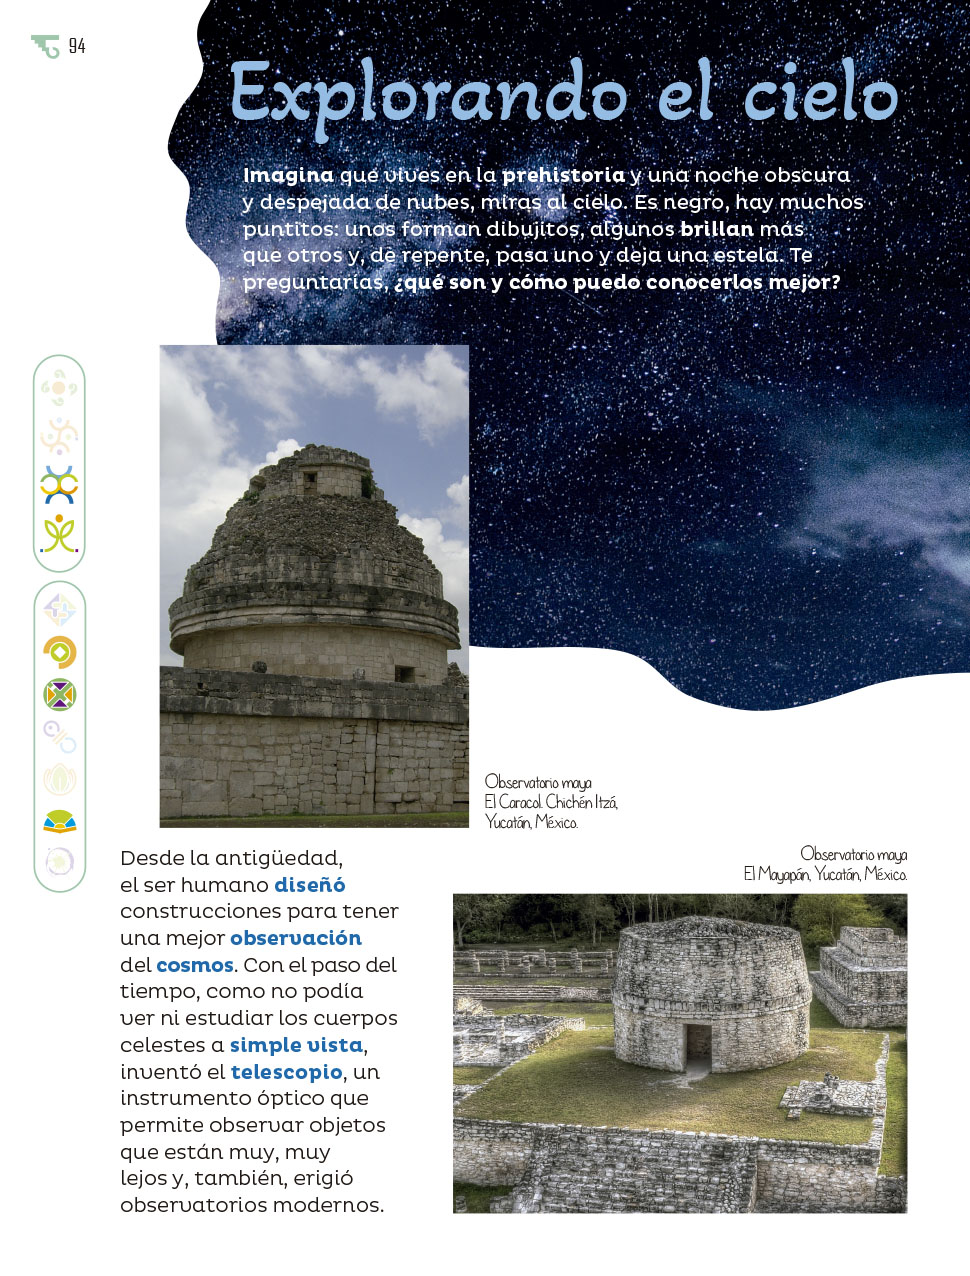 94
Explorando el cielo
Imagina que vives en la prehistoria y una noche obscura
y despejada de nubes, miras al cielo. Es negro, hay muchos
puntitos: unos forman dibujitos, algunos brillan más
que otros y, de repente, pasa uno y deja una estela. Te
preguntarías, ¿qué son y cómo puedo conocerlos mejor?
Observatorio maya
El Caracol. Chichén Itzá,
Yucatán, México.
Observatorio maya
El Mayapán, Yucatán, México.
Desde la antigüedad,
el ser humano diseñó
construcciones para tener
una mejor observación
del cosmos. Con el paso del
tiempo, como no podía
ver ni estudiar los cuerpos
celestes a simple vista,
inventó el telescopio, un
instrumento óptico que
permite observar objetos
que están muy, muy
lejos y, también, erigió
observatorios modernos.